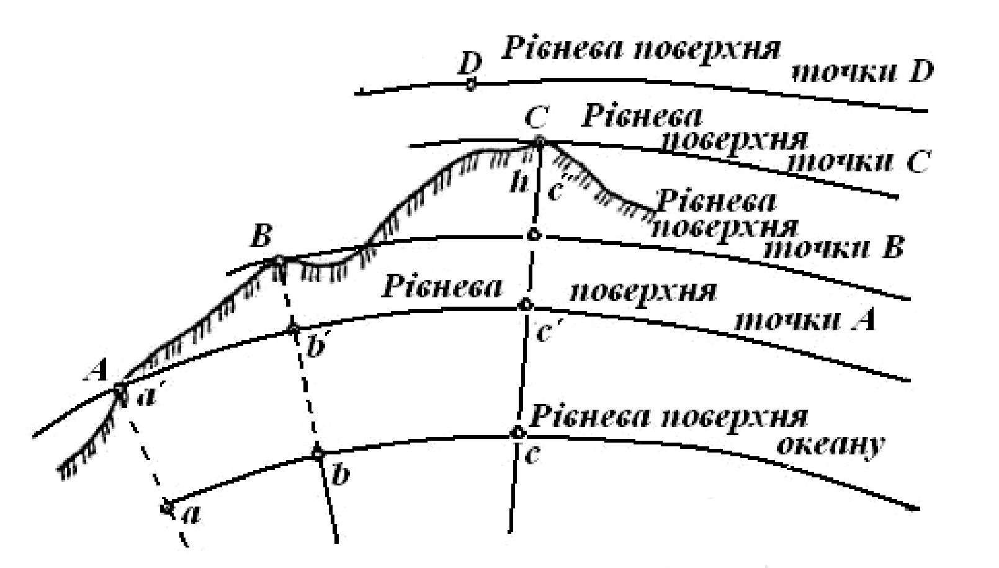 D Рівнева поверхня
точки D
C Рівнева
поверхня
точки C
h c''
Рівнева
поверхня
точки B
B
Рівнева поверхня
точки A
b' c'
A
a'
Рівнева поверхня
океану
c
b
a